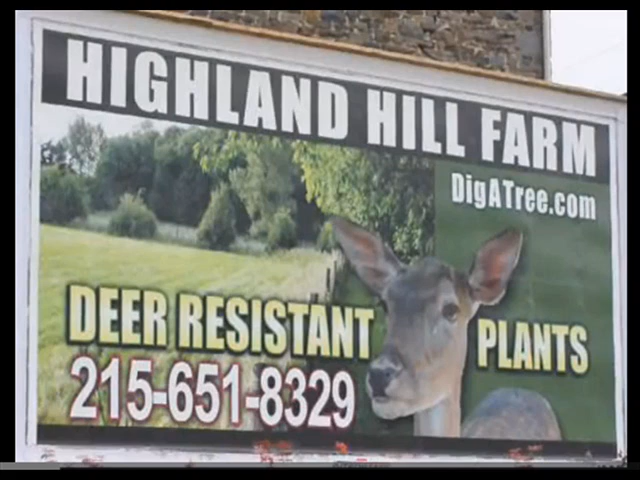 HIGHLAND HILL FARM
DigATree.com
DEER RESISTANT PLANTS
215-651-8329